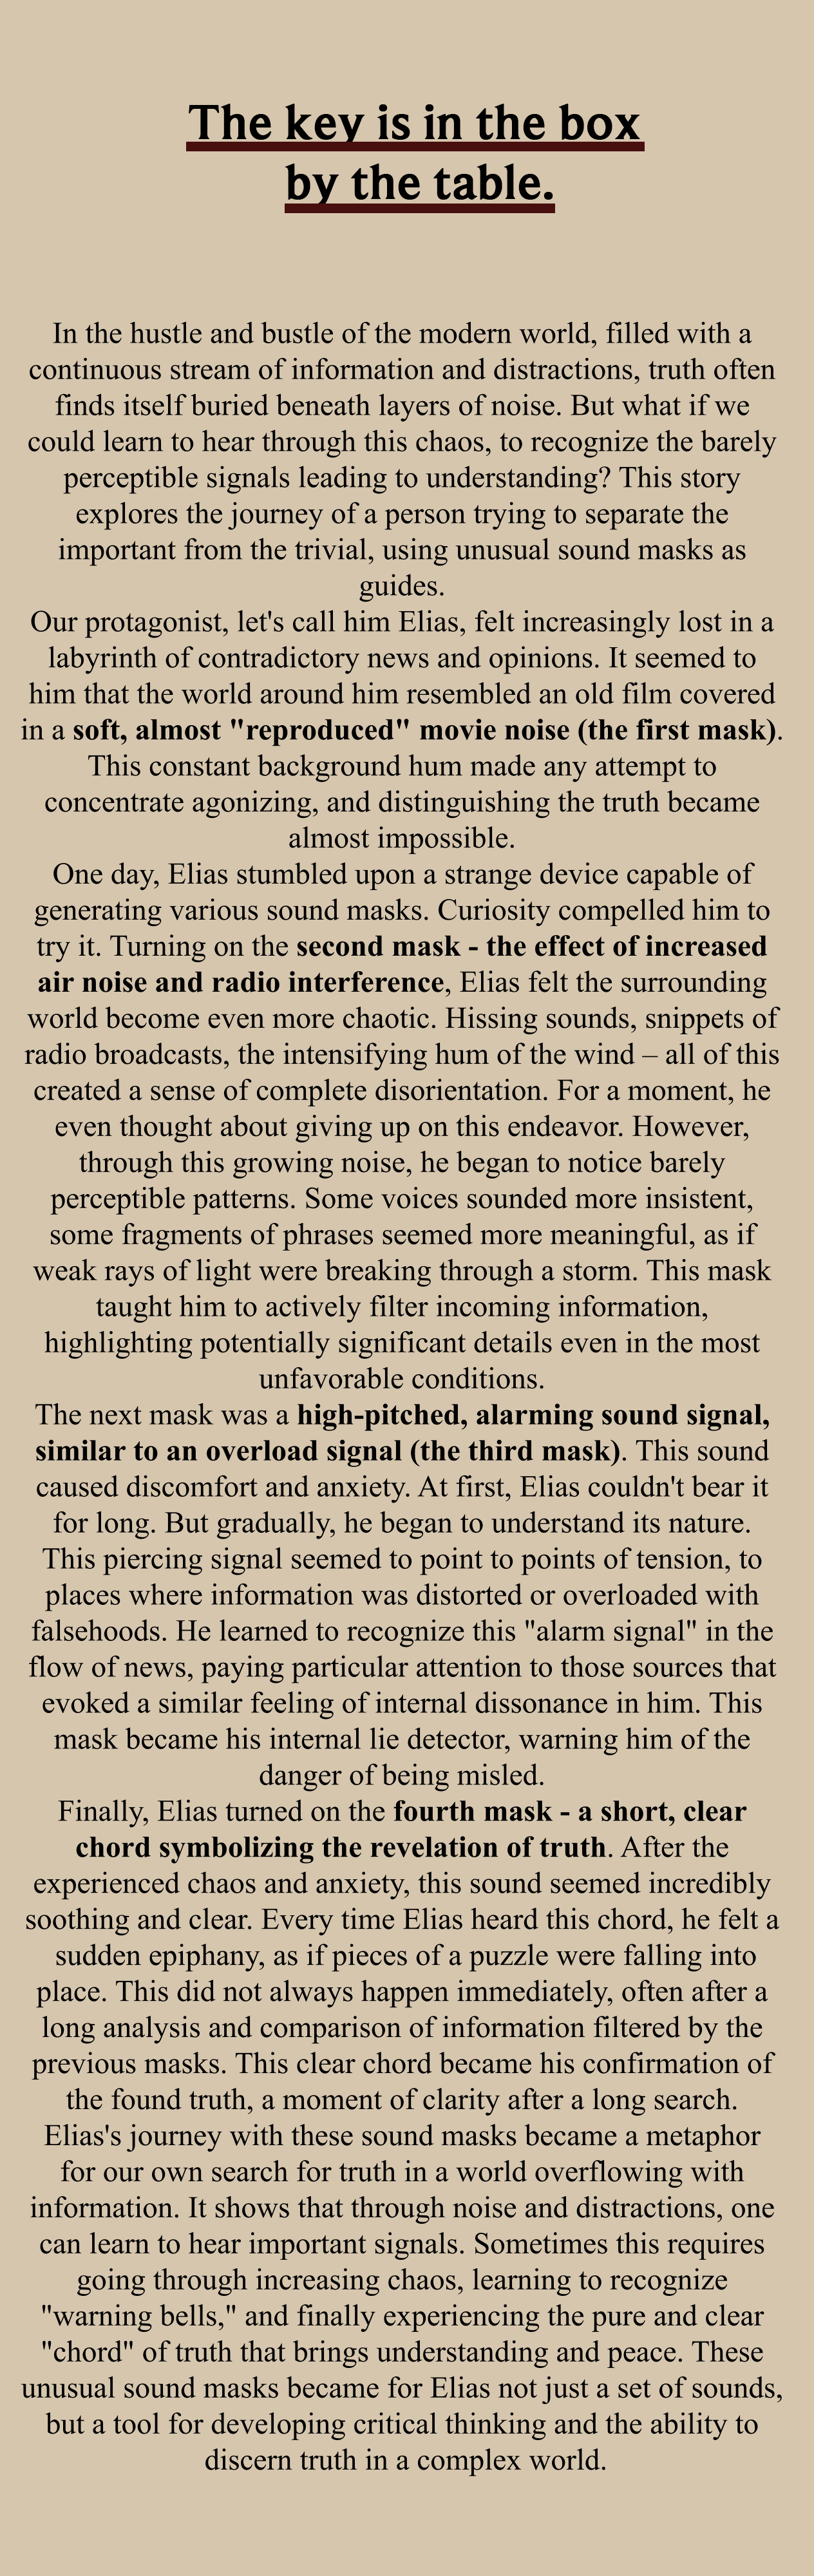 The key is in the box
by the table.
In the hustle and bustle of the modern world, filled with a
continuous stream of information and distractions, truth often
finds itself buried beneath layers of noise. But what if we
could learn to hear through this chaos, to recognize the barely
perceptible signals leading to understanding? This story
explores the journey of a person trying to separate the
important from the trivial, using unusual sound masks as
guides.
Our protagonist, let's call him Elias, felt increasingly lost in a
labyrinth of contradictory news and opinions. It seemed to
him that the world around him resembled an old film covered
in a soft, almost "reproduced" movie noise (the first mask).
This constant background hum made any attempt to
concentrate agonizing, and distinguishing the truth became
almost impossible.
One day, Elias stumbled upon a strange device capable of
generating various sound masks. Curiosity compelled him to
try it. Turning on the second mask - the effect of increased
air noise and radio interference, Elias felt the surrounding
world become even more chaotic. Hissing sounds, snippets of
radio broadcasts, the intensifying hum of the wind – all of this
created a sense of complete disorientation. For a moment, he
even thought about giving up on this endeavor. However,
through this growing noise, he began to notice barely
perceptible patterns. Some voices sounded more insistent,
some fragments of phrases seemed more meaningful, as if
weak rays of light were breaking through a storm. This mask
taught him to actively filter incoming information,
highlighting potentially significant details even in the most
unfavorable conditions.
The next mask was a high-pitched, alarming sound signal,
similar to an overload signal (the third mask). This sound
caused discomfort and anxiety. At first, Elias couldn't bear it
for long. But gradually, he began to understand its nature.
This piercing signal seemed to point to points of tension, to
places where information was distorted or overloaded with
falsehoods. He learned to recognize this "alarm signal" in the
flow of news, paying particular attention to those sources that
evoked a similar feeling of internal dissonance in him. This
mask became his internal lie detector, warning him of the
danger of being misled.
Finally, Elias turned on the fourth mask - a short, clear
chord symbolizing the revelation of truth. After the
experienced chaos and anxiety, this sound seemed incredibly
soothing and clear. Every time Elias heard this chord, he felt a
sudden epiphany, as if pieces of a puzzle were falling into
place. This did not always happen immediately, often after a
long analysis and comparison of information filtered by the
previous masks. This clear chord became his confirmation of
the found truth, a moment of clarity after a long search.
Elias's journey with these sound masks became a metaphor
for our own search for truth in a world overflowing with
information. It shows that through noise and distractions, one
can learn to hear important signals. Sometimes this requires
going through increasing chaos, learning to recognize
"warning bells," and finally experiencing the pure and clear
"chord" of truth that brings understanding and peace. These
unusual sound masks became for Elias not just a set of sounds,
but a tool for developing critical thinking and the ability to
discern truth in a complex world.